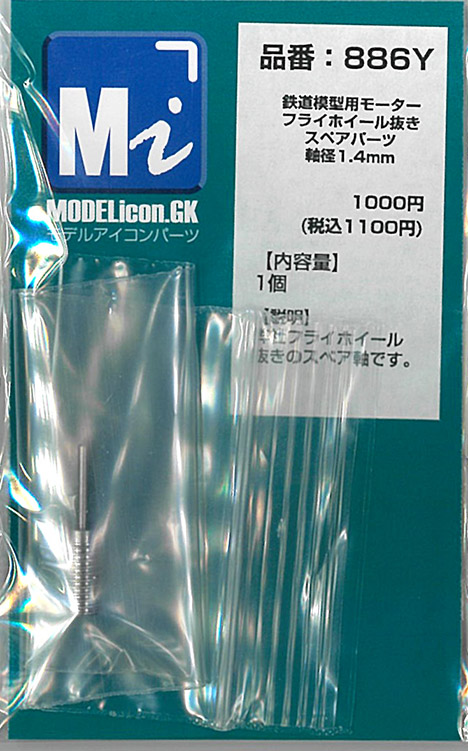 Mi
MODELicon.GK
モデルアイコンパーツ
品番：886Y
鉄道模型用モーター
フライホイール抜き
スペアパーツ
軸径1.4mm
1000円
(税込1100円)
【内容量】
1個
【説明】
フライホイール
抜きのスペア軸です。